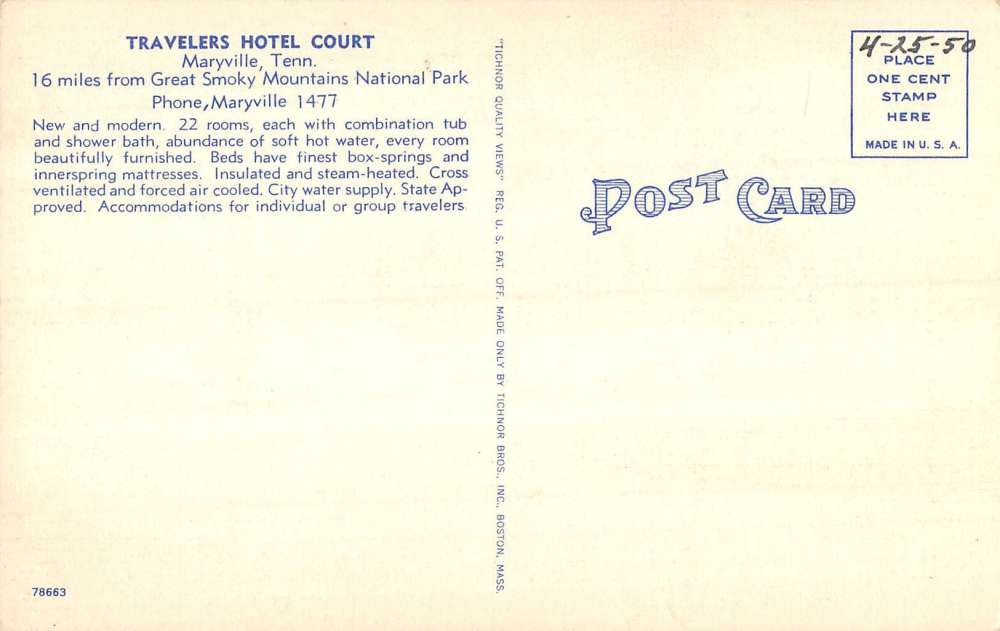 TRAVELERS HOTEL COURT
Maryville, Tenn.
16 miles from Great Smoky Mountains National Park
Phone, Maryville 1477
New and modern. 22 rooms, each with combination tub
and shower bath, abundance of soft hot water, every room
beautifully furnished. Beds have finest box-springs and
innerspring mattresses. Insulated and steam-heated. Cross
ventilated and forced air cooled. City water supply. State Ap-
proved. Accommodations for individual or group travelers.
78663
"TICHNOR QUALITY VIEWS" REG. U. S. PAT. OFF. MADE ONLY BY TICHNOR BROS., INC., BOSTON, MASS.
4-25-50
PLACE
ONE CENT
STAMP
HERE
MADE IN U. S. A.
POST CARD